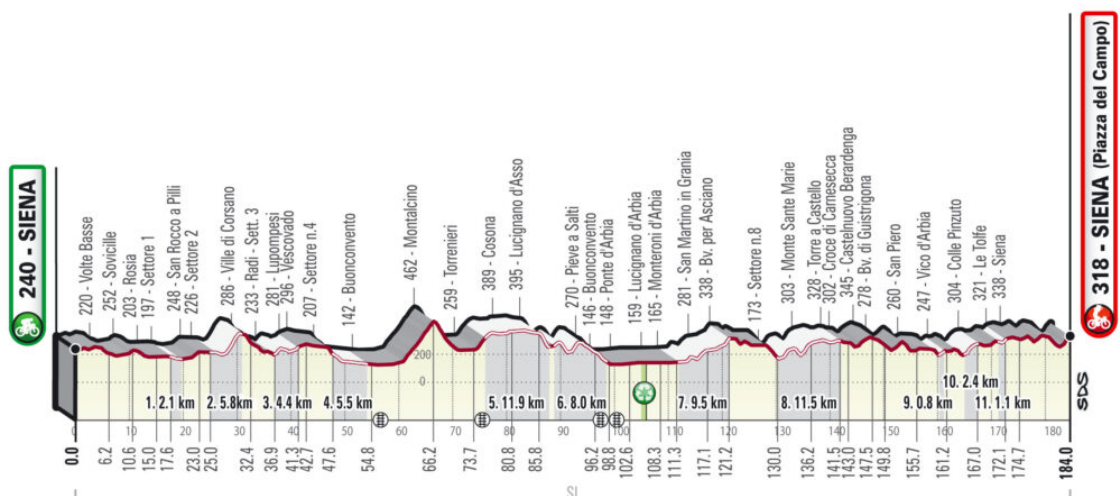 240 - SIENA
220 - Volte Basse
252 - Sovicille
203 - Rosia
197 - Settore 1
248 - San Rocco a Pilli
226 - Settore 2
286 - Ville di Corsano
233 - Radi - Sett. 3
281 - Lupompesi
296 - Vescovado
207 - Settore n.4
142 - Buonconvento
462 - Montalcino
259 - Torrenieri
389 - Cosona
395 - Lucignano d'Asso
270 - Pieve a Salti
146 - Buonconvento
148 - Ponte d'Arbia
159 - Lucignano d'Arbia
165 - Monteroni d'Arbia
281 - San Martino in Grania
338 - Bv. per Asciano
173 - Settore n.8
303 - Monte Sante Marie
328 - Torre a Castello
302 - Croce di Carnesecca
345 - Castelnuovo Berardenga
278 - Bv. di Guistrigona
260 - San Piero
247 - Vico d'Arbia
304 - Colle Pinzuto
321 - Le Tolfe
338 - Siena
318 - SIENA (Piazza del Campo)
200
0
1. 2.1 km
2. 5.8 km
3. 4.4 km
4. 5.5 km
5. 11.9 km
6. 8.0 km
7. 9.5 km
8. 11.5 km
9. 0.8 km
10. 2.4 km
11. 1.1 km
SDS
0 10 20 30 40 50 60 70 80 90 100 110 120 130 140 150 160 170 180
0.0 6.2 10.6 15.0 17.6 23.0 25.0 32.4 36.9 41.3 42.7 47.6 54.8 66.2 73.7 80.8 85.8 96.2 98.8 102.6 108.3 111.3 117.1 121.2 130.0 136.2 141.5 143.0 147.5 149.8 155.7 161.2 167.0 172.1 174.7 184.0
SI